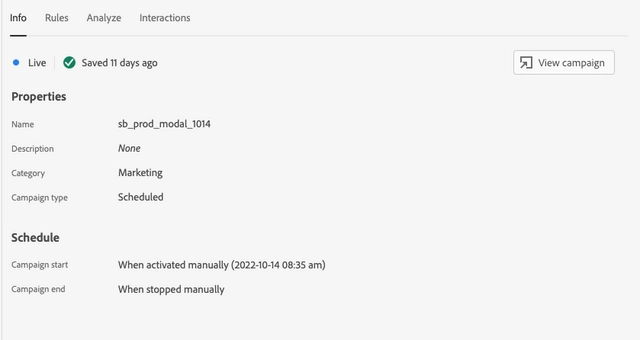 Info Rules Analyze Interactions
Live Saved 11 days ago View campaign
Properties
Name sb_prod_modal_1014
Description None
Category Marketing
Campaign type Scheduled
Schedule
Campaign start When activated manually (2022-10-14 08:35 am)
Campaign end When stopped manually